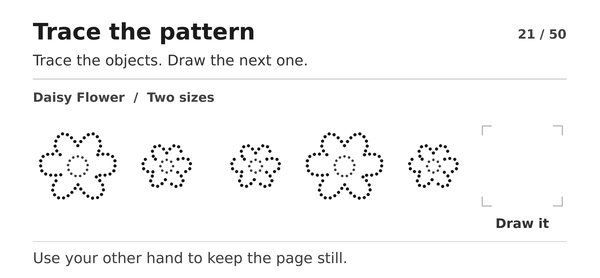 Trace the pattern
21 / 50
Trace the objects. Draw the next one.
Daisy Flower / Two sizes
Draw it
Use your other hand to keep the page still.